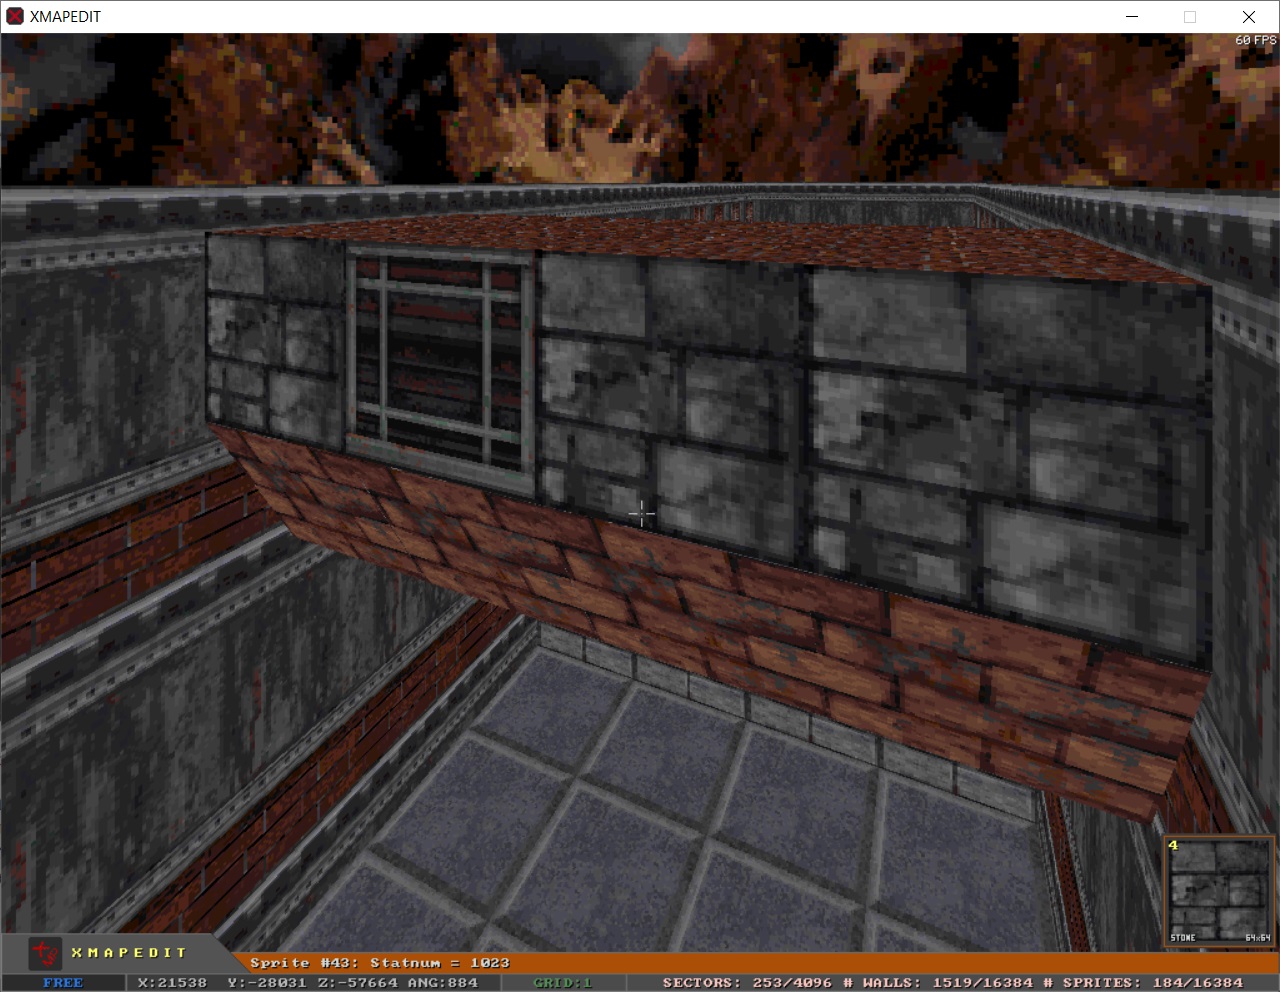 XMAPEDIT
60 FPS
4
STONE 64x64
XMAPEDIT
Sprite #43: Statnum = 1023
FREE X:21538 Y:-28031 Z:-57664 ANG:884 GRID:1 SECTORS: 253/4096 # WALLS: 1519/16384 # SPRITES: 184/16384